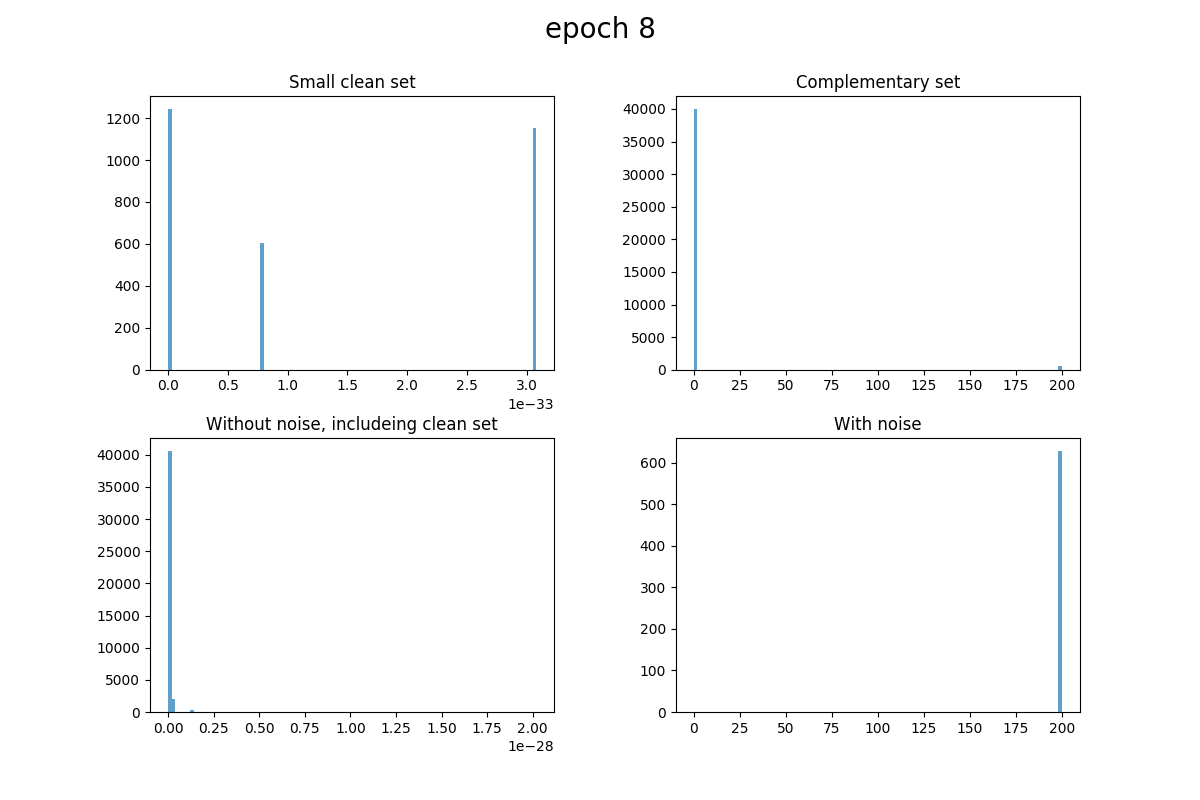 epoch 8
Small clean set
1200
1000
800
600
400
200
0
0.0 0.5 1.0 1.5 2.0 2.5 3.0
1e−33
Complementary set
40000
35000
30000
25000
20000
15000
10000
5000
0
0 25 50 75 100 125 150 175 200
Without noise, includeing clean set
40000
35000
30000
25000
20000
15000
10000
5000
0
0.00 0.25 0.50 0.75 1.00 1.25 1.50 1.75 2.00
1e−28
With noise
600
500
400
300
200
100
0
0 25 50 75 100 125 150 175 200